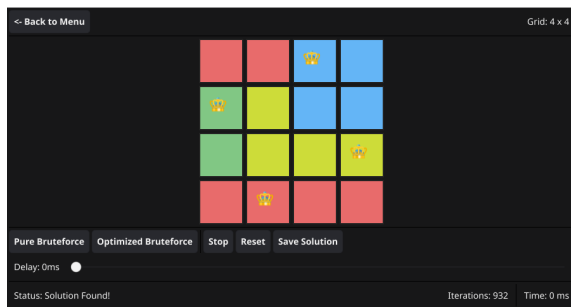 <- Back to Menu
Grid: 4 x 4
Pure Bruteforce
Optimized Bruteforce
Stop
Reset
Save Solution
Delay: 0ms
Status: Solution Found!
Iterations: 932
Time: 0 ms